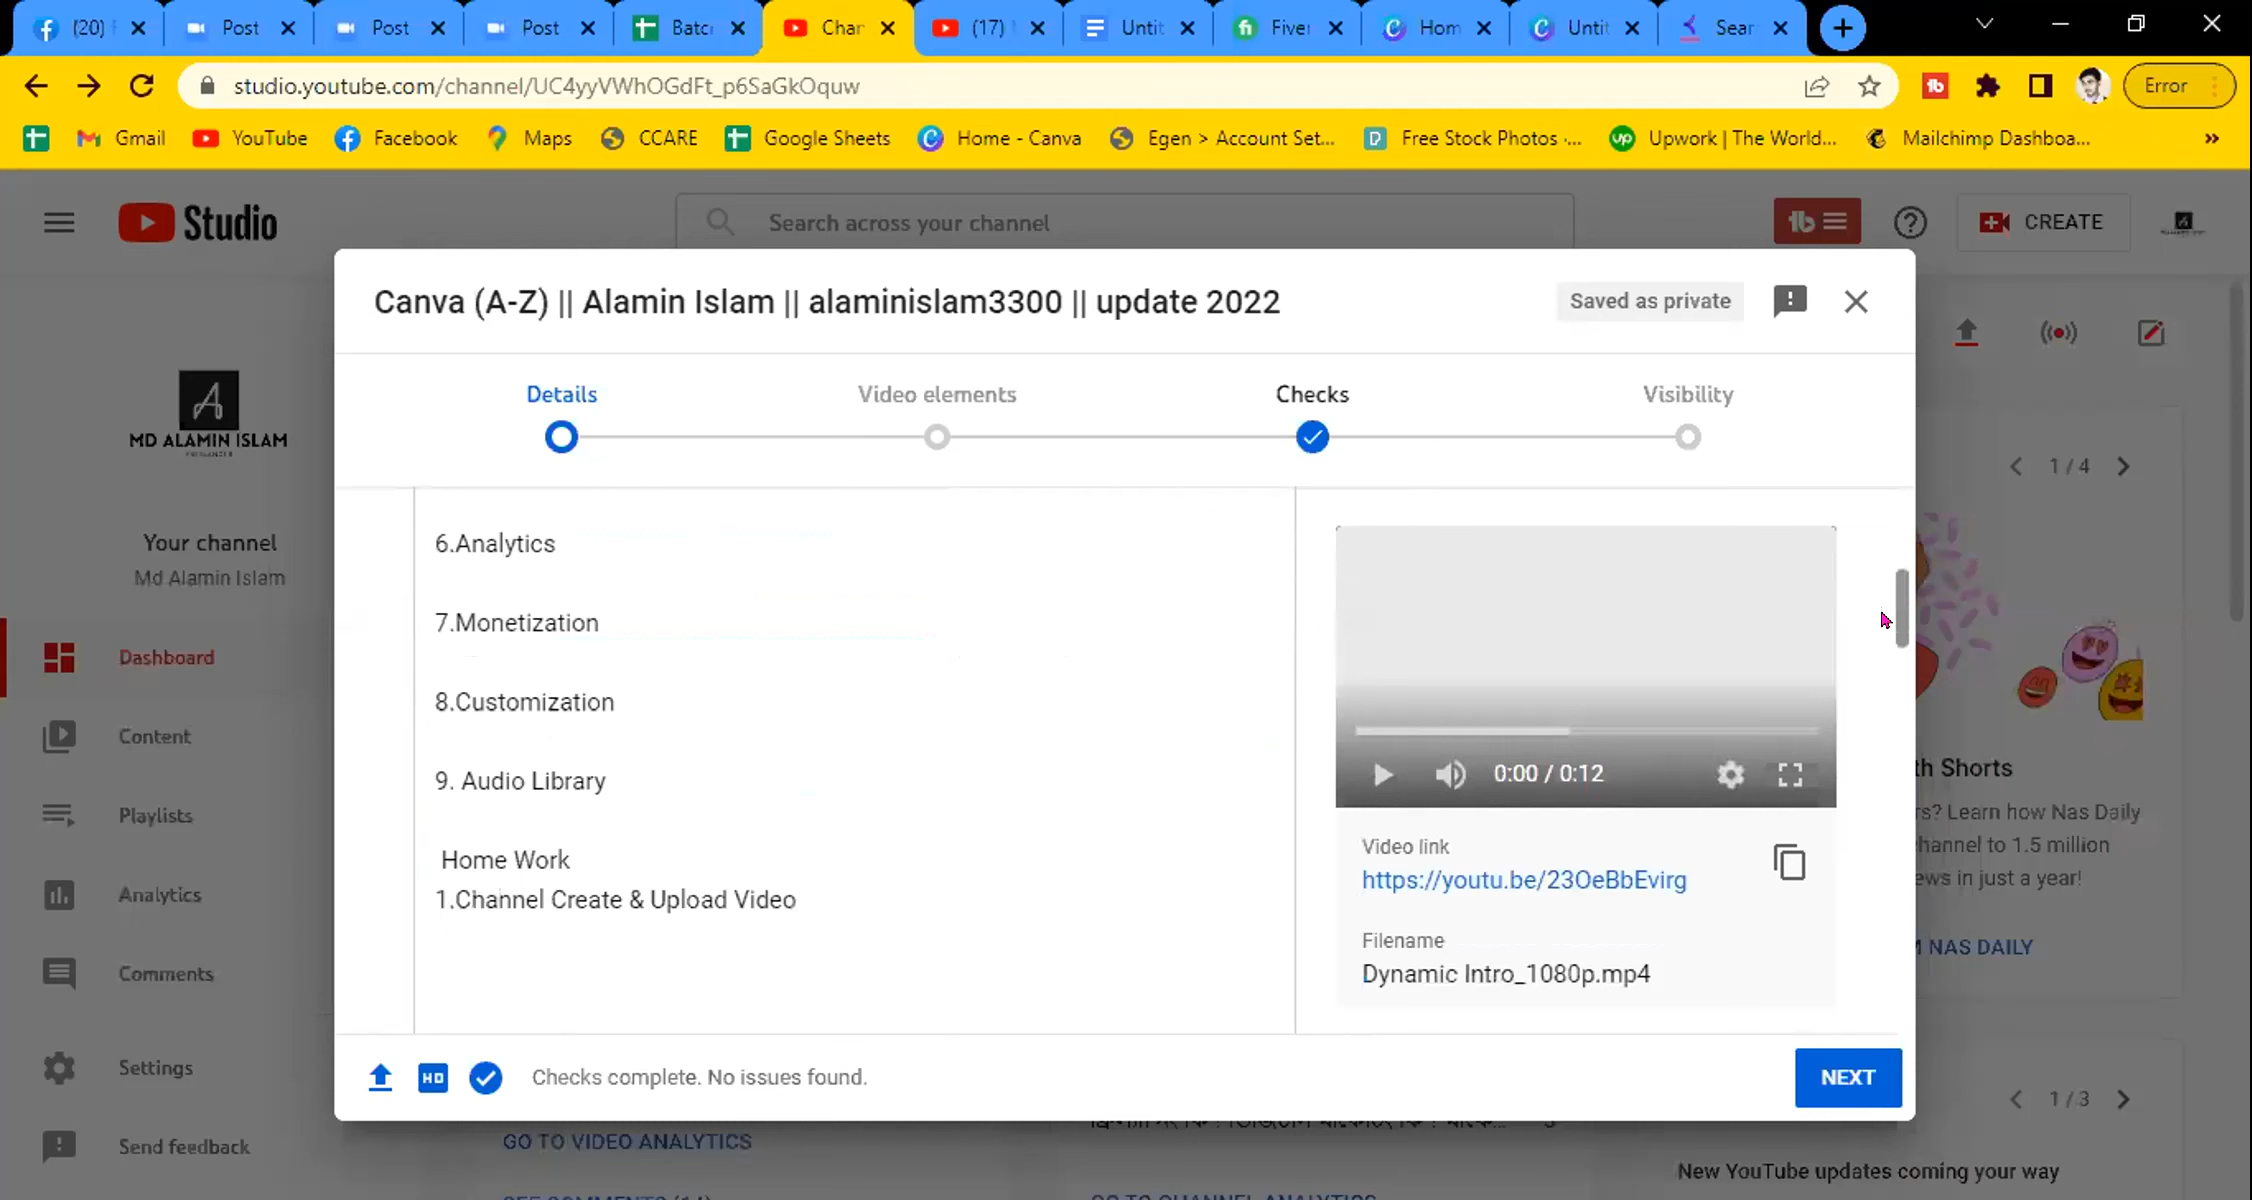 (20) F
Post
Post
Post
Batc
Char
(17)
Untit
Fiver
Hom
Untit
Sear
studio.youtube.com/channel/UC4yyVWhOGdFt_p6SaGkOquw
Error
Gmail
YouTube
Facebook
Maps
CCARE
Google Sheets
Home - Canva
Egen > Account Set...
Free Stock Photos ·...
Upwork | The World...
Mailchimp Dashboa...
Studio
Search across your channel
CREATE
Canva (A-Z) || Alamin Islam || alaminislam3300 || update 2022
Saved as private
Details
Video elements
Checks
Visibility
MD ALAMIN ISLAM
Your channel
Md Alamin Islam
Dashboard
Content
Playlists
Analytics
Comments
Settings
Send feedback
6.Analytics
7.Monetization
8.Customization
9. Audio Library
Home Work
1.Channel Create & Upload Video
0:00 / 0:12
Video link
https://youtu.be/23OeBbEvirg
Filename
Dynamic Intro_1080p.mp4
1 / 4
th Shorts
rs? Learn how Nas Daily
hannel to 1.5 million
ews in just a year!
M NAS DAILY
HD
Checks complete. No issues found.
NEXT
1 / 3
GO TO VIDEO ANALYTICS
New YouTube updates coming your way